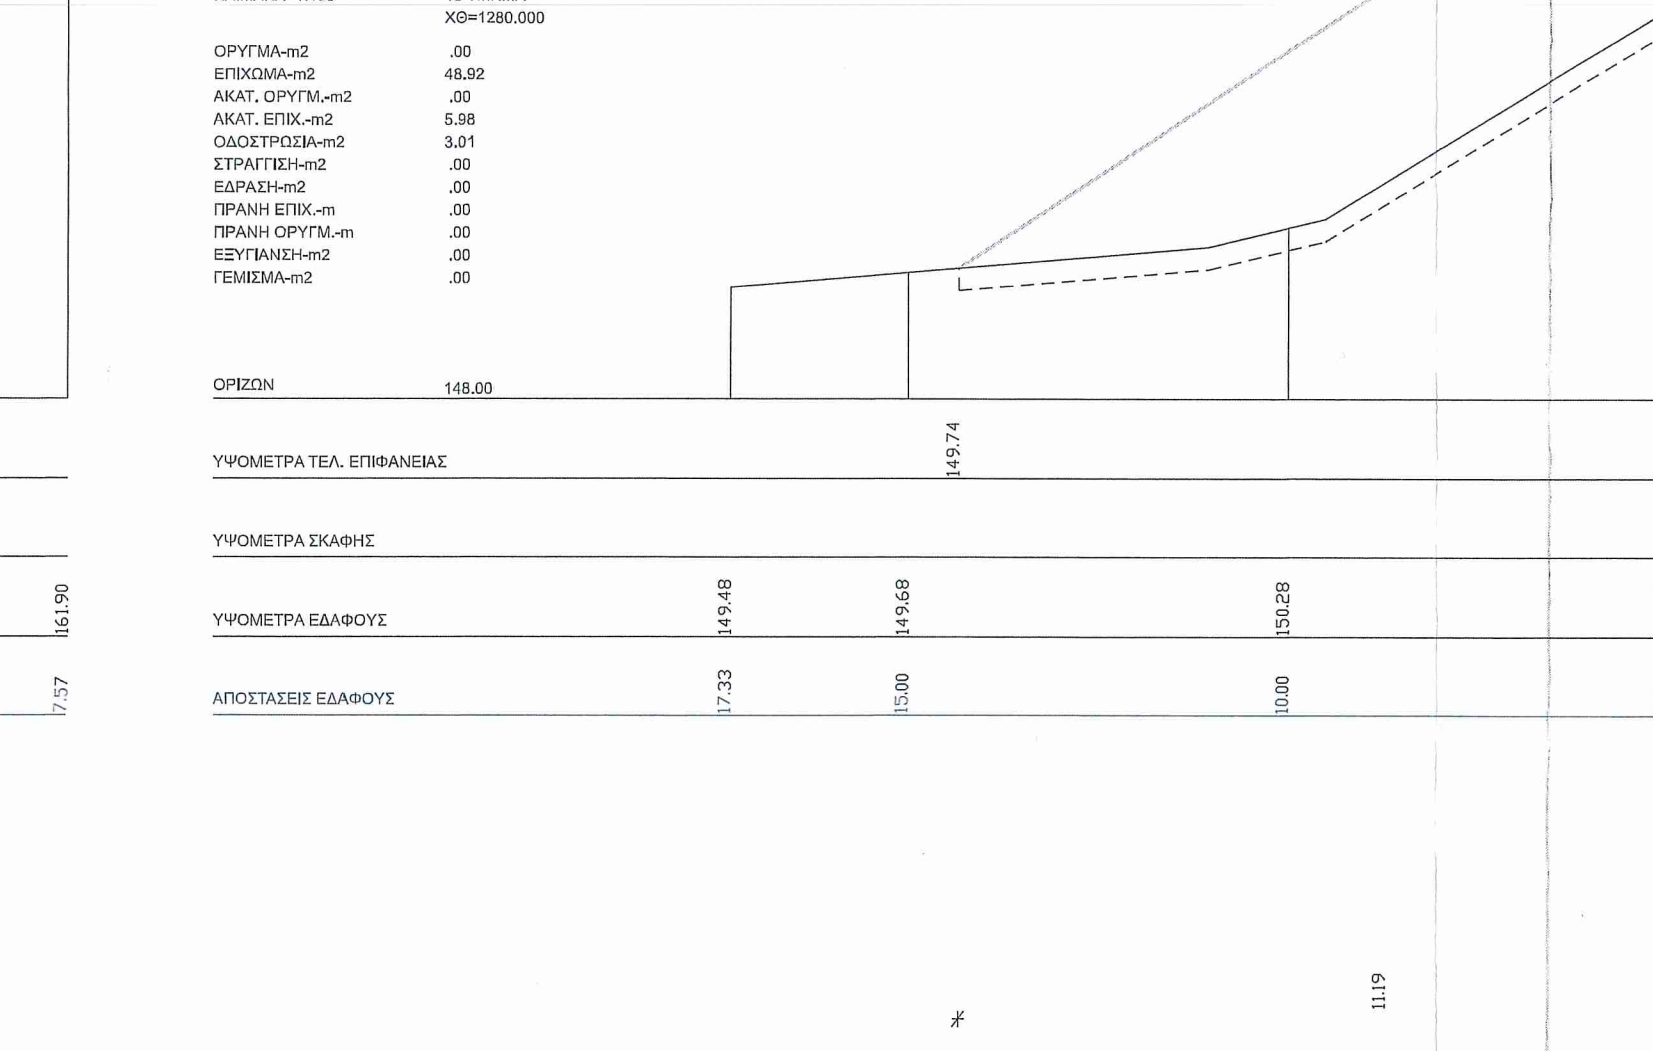 ΧΘ=1280.000
ΟΡΥΓΜΑ-m2 .00
ΕΠΙΧΩΜΑ-m2 48.92
ΑΚΑΤ. ΟΡΥΓΜ.-m2 .00
ΑΚΑΤ. ΕΠΙΧ.-m2 5.98
ΟΔΟΣΤΡΩΣΙΑ-m2 3.01
ΣΤΡΑΓΓΙΣΗ-m2 .00
ΕΔΡΑΣΗ-m2 .00
ΠΡΑΝΗ ΕΠΙΧ.-m .00
ΠΡΑΝΗ ΟΡΥΓΜ.-m .00
ΕΞΥΓΙΑΝΣΗ-m2 .00
ΓΕΜΙΣΜΑ-m2 .00
ΟΡΙΖΩΝ 148.00
ΥΨΟΜΕΤΡΑ ΤΕΛ. ΕΠΙΦΑΝΕΙΑΣ 149.74
ΥΨΟΜΕΤΡΑ ΣΚΑΦΗΣ
161.90 ΥΨΟΜΕΤΡΑ ΕΔΑΦΟΥΣ 149.48 149.68 150.28
7.57 ΑΠΟΣΤΑΣΕΙΣ ΕΔΑΦΟΥΣ 17.33 15.00 10.00
11.19